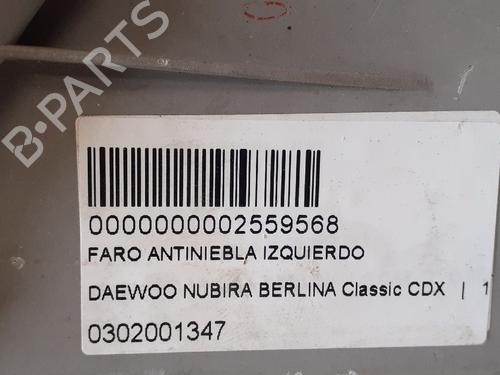 B-PARTS
0000000002559568
FARO ANTINIEBLA IZQUIERDO
DAEWOO NUBIRA BERLINA Classic CDX | 1
0302001347